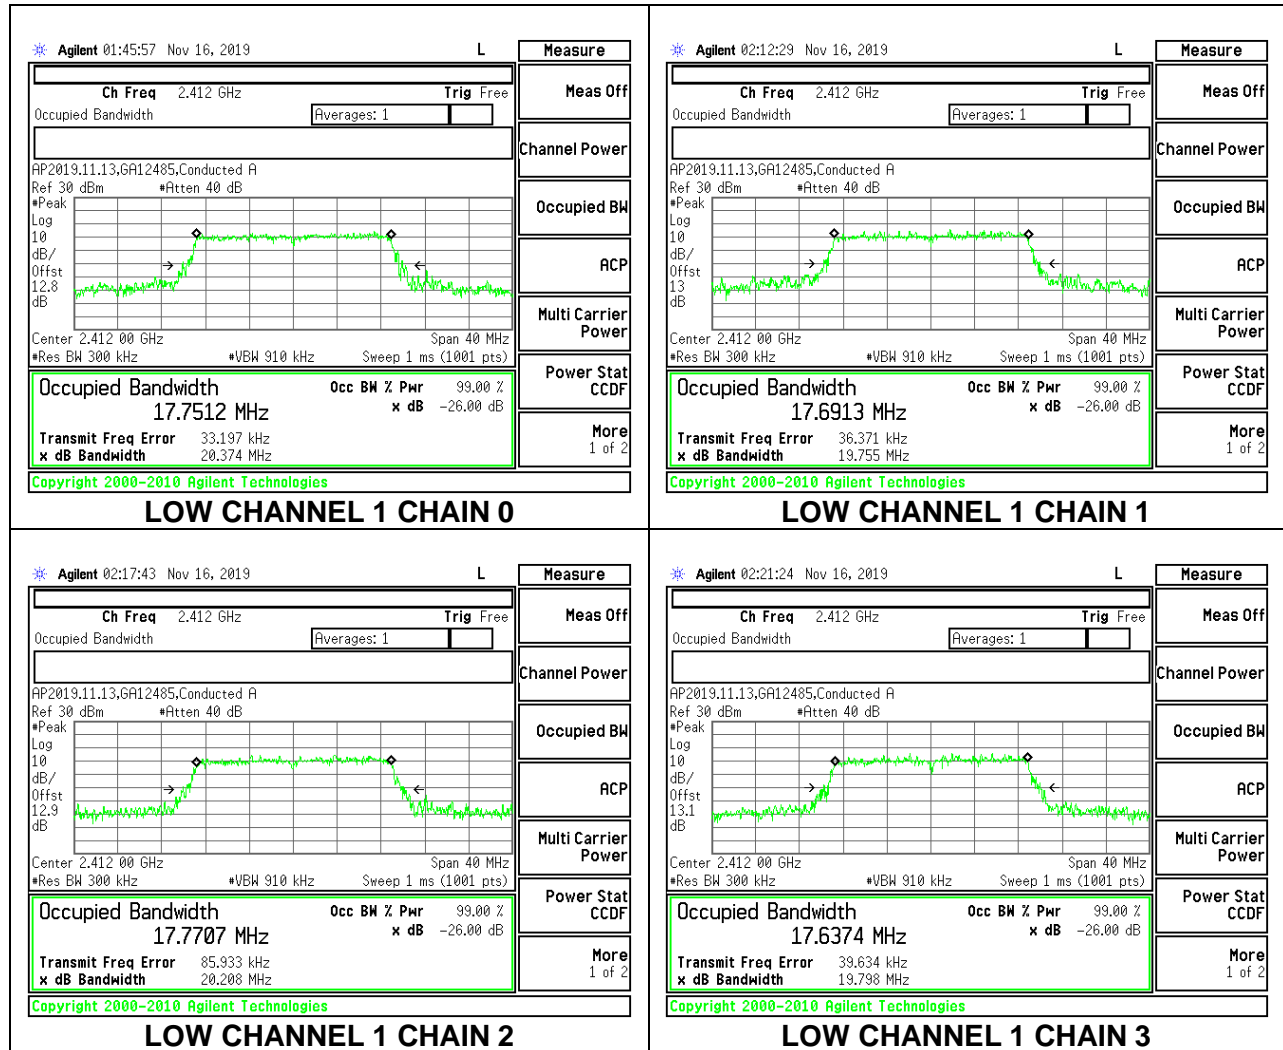 Agilent 01:45:57 Nov 16, 2019 L Measure
Ch Freq 2.412 GHz Trig Free
Meas Off
Occupied Bandwidth Averages: 1
Channel Power
AP2019.11.13,GA12485,Conducted A
Ref 30 dBm #Atten 40 dB
#Peak
Log
10
dB/
Offst
12.8
dB
Occupied BW
ACP
Multi Carrier
Power
Center 2.412 00 GHz Span 40 MHz
#Res BW 300 kHz #VBW 910 kHz Sweep 1 ms (1001 pts)
Power Stat
CCDF
Occupied Bandwidth Occ BW % Pwr 99.00 %
17.7512 MHz x dB -26.00 dB
Transmit Freq Error 33.197 kHz
x dB Bandwidth 20.374 MHz
More
1 of 2
Copyright 2000-2010 Agilent Technologies
LOW CHANNEL 1 CHAIN 0
Agilent 02:12:29 Nov 16, 2019 L Measure
Ch Freq 2.412 GHz Trig Free
Meas Off
Occupied Bandwidth Averages: 1
Channel Power
AP2019.11.13,GA12485,Conducted A
Ref 30 dBm #Atten 40 dB
#Peak
Log
10
dB/
Offst
13
dB
Occupied BW
ACP
Multi Carrier
Power
Center 2.412 00 GHz Span 40 MHz
#Res BW 300 kHz #VBW 910 kHz Sweep 1 ms (1001 pts)
Power Stat
CCDF
Occupied Bandwidth Occ BW % Pwr 99.00 %
17.6913 MHz x dB -26.00 dB
Transmit Freq Error 36.371 kHz
x dB Bandwidth 19.755 MHz
More
1 of 2
Copyright 2000-2010 Agilent Technologies
LOW CHANNEL 1 CHAIN 1
Agilent 02:17:43 Nov 16, 2019 L Measure
Ch Freq 2.412 GHz Trig Free
Meas Off
Occupied Bandwidth Averages: 1
Channel Power
AP2019.11.13,GA12485,Conducted A
Ref 30 dBm #Atten 40 dB
#Peak
Log
10
dB/
Offst
12.9
dB
Occupied BW
ACP
Multi Carrier
Power
Center 2.412 00 GHz Span 40 MHz
#Res BW 300 kHz #VBW 910 kHz Sweep 1 ms (1001 pts)
Power Stat
CCDF
Occupied Bandwidth Occ BW % Pwr 99.00 %
17.7707 MHz x dB -26.00 dB
Transmit Freq Error 85.933 kHz
x dB Bandwidth 20.208 MHz
More
1 of 2
Copyright 2000-2010 Agilent Technologies
LOW CHANNEL 1 CHAIN 2
Agilent 02:21:24 Nov 16, 2019 L Measure
Ch Freq 2.412 GHz Trig Free
Meas Off
Occupied Bandwidth Averages: 1
Channel Power
AP2019.11.13,GA12485,Conducted A
Ref 30 dBm #Atten 40 dB
#Peak
Log
10
dB/
Offst
13.1
dB
Occupied BW
ACP
Multi Carrier
Power
Center 2.412 00 GHz Span 40 MHz
#Res BW 300 kHz #VBW 910 kHz Sweep 1 ms (1001 pts)
Power Stat
CCDF
Occupied Bandwidth Occ BW % Pwr 99.00 %
17.6374 MHz x dB -26.00 dB
Transmit Freq Error 39.634 kHz
x dB Bandwidth 19.798 MHz
More
1 of 2
Copyright 2000-2010 Agilent Technologies
LOW CHANNEL 1 CHAIN 3